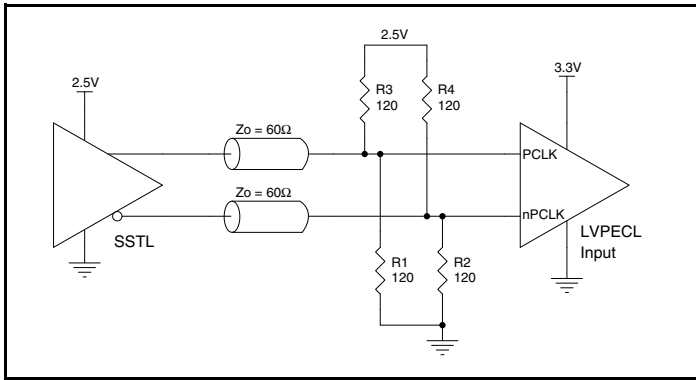 2.5V
3.3V
2.5V
R3
120
R4
120
Zo = 60Ω
PCLK
Zo = 60Ω
nPCLK
SSTL
LVPECL
Input
R1
120
R2
120